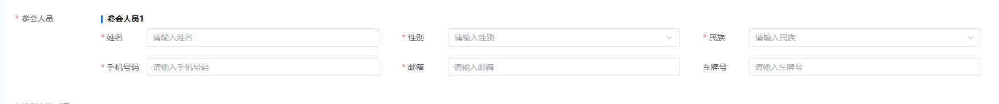 * 参会人员 参会人员1
* 姓名 请输入姓名 * 性别 请输入性别 * 民族 请输入民族
* 手机号码 请输入手机号码 * 邮箱 请输入邮箱 车牌号 请输入车牌号